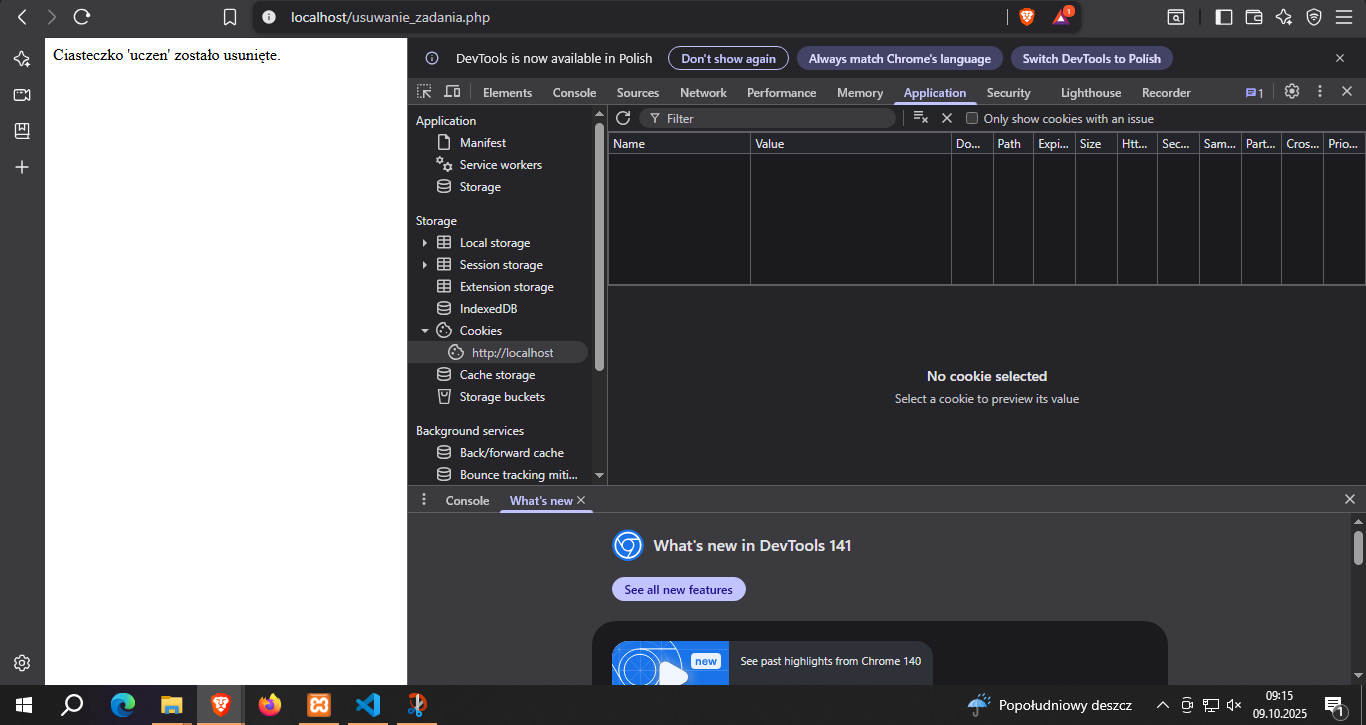 localhost/usuwanie_zadania.php
1
Ciasteczko 'uczen' zostało usunięte.
DevTools is now available in Polish
Don't show again
Always match Chrome's language
Switch DevTools to Polish
Elements Console Sources Network Performance Memory Application Security Lighthouse Recorder 1
Application
Manifest
Service workers
Storage
Storage
Local storage
Session storage
Extension storage
IndexedDB
Cookies
http://localhost
Cache storage
Storage buckets
Background services
Back/forward cache
Bounce tracking miti...
Filter
Only show cookies with an issue
Name Value Do... Path Expi... Size Htt... Sec... Sam... Part... Cros... Prio...
No cookie selected
Select a cookie to preview its value
Console What's new
What's new in DevTools 141
See all new features
new
See past highlights from Chrome 140
Popołudniowy deszcz
09:15
09.10.2025
1